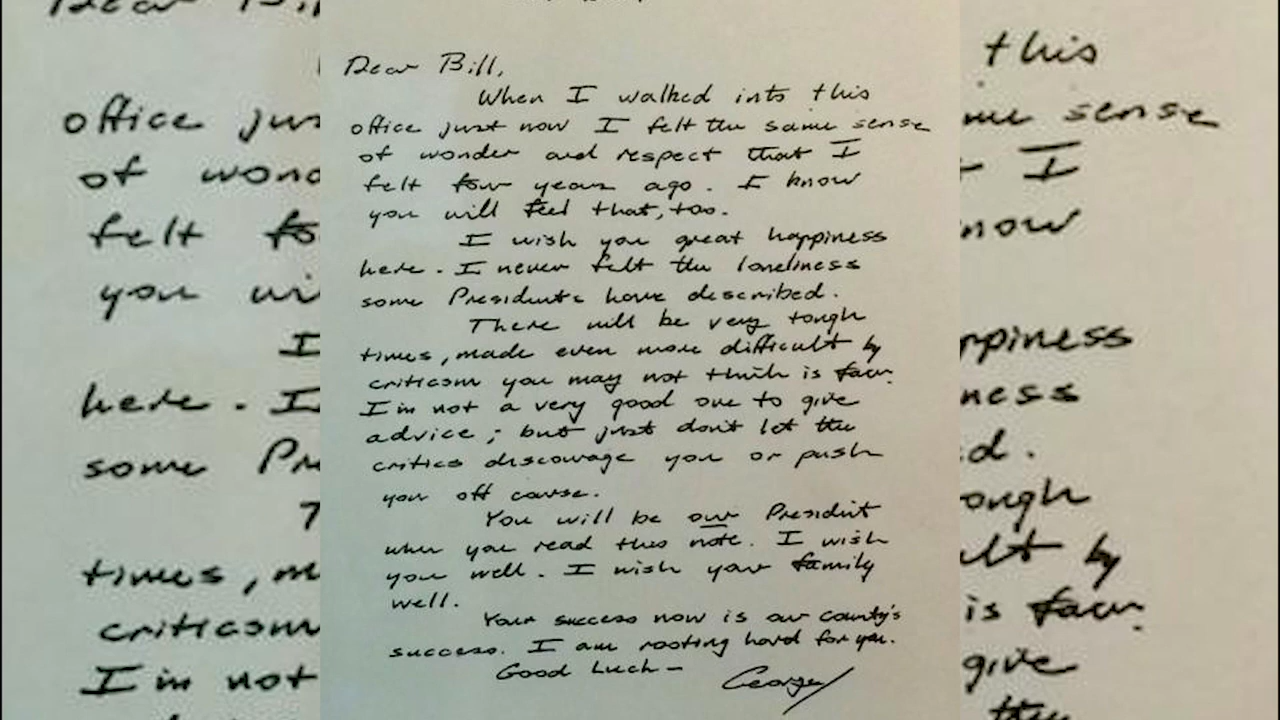 Dear Bill,
When I walked into this
office just now I felt the same sense
of wonder and respect that I
felt four years ago. I know
you will feel that, too.
I wish you great happiness
here. I never felt the loneliness
some Presidents have described.
There will be very tough
times, made even more difficult by
criticism you may not think is fair.
I'm not a very good one to give
advice; but just don't let the
critics discourage you or push
you off course.
You will be our President
when you read this note. I wish
you well. I wish your family
well.
Your success now is our county's
success. I am rooting hard for you.
Good Luck —
George